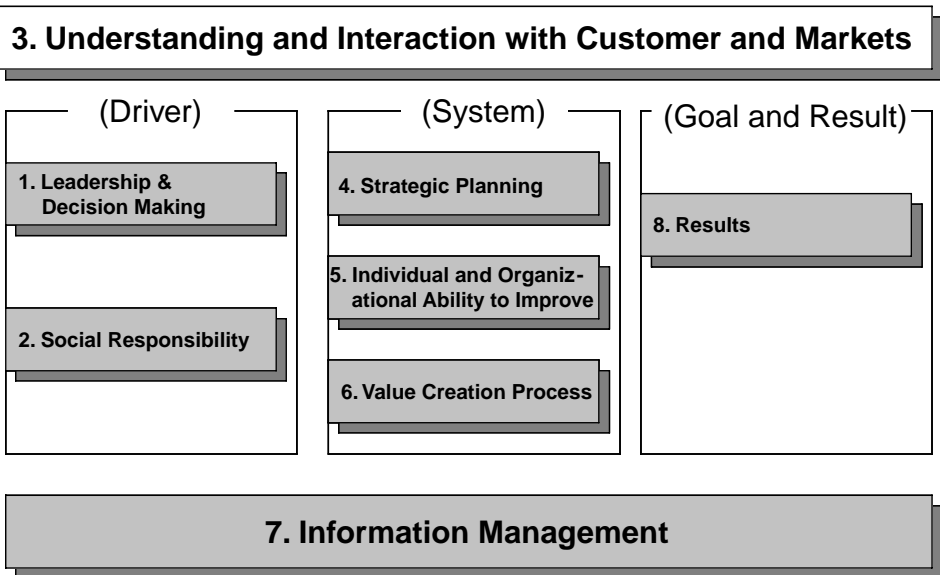 3. Understanding and Interaction with Customer and Markets
(Driver)
1. Leadership &
Decision Making
2. Social Responsibility
(System)
4. Strategic Planning
5. Individual and Organiz-
ational Ability to Improve
6. Value Creation Process
(Goal and Result)
8. Results
7. Information Management